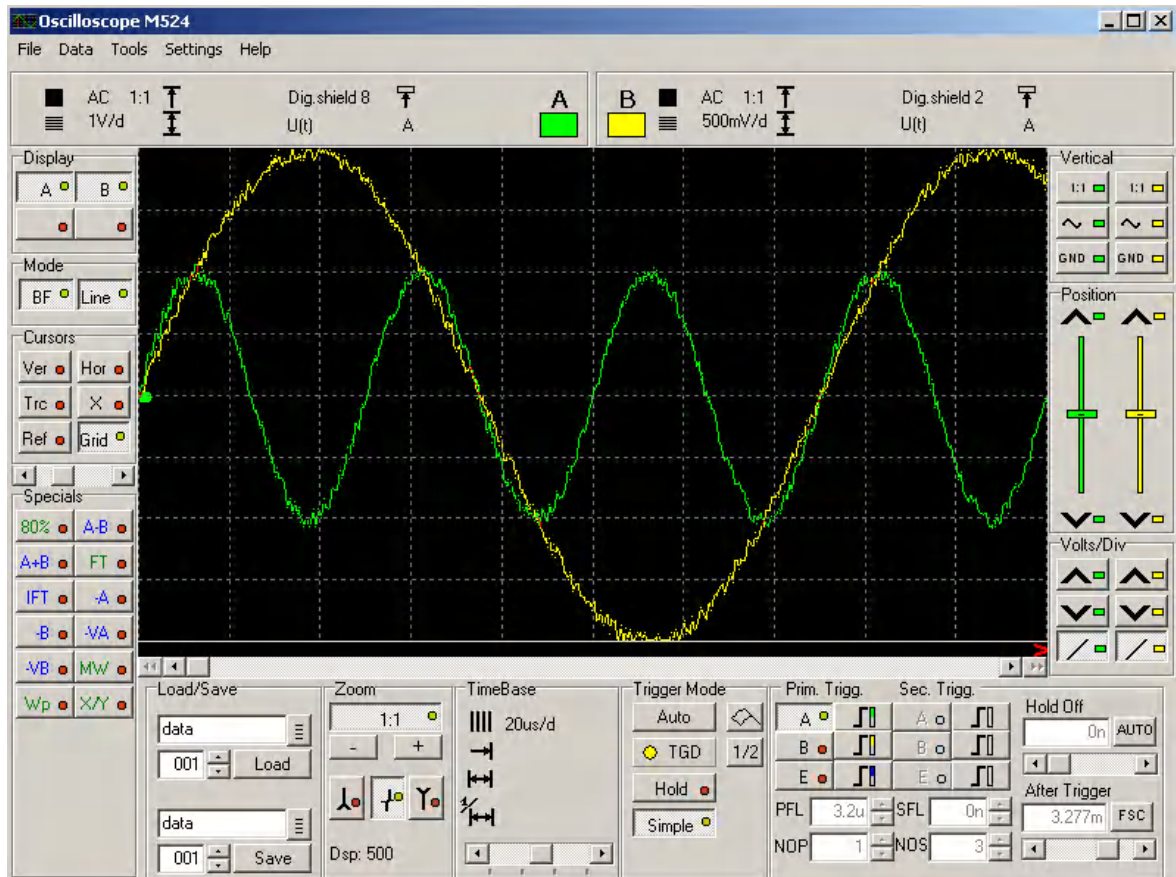 Oscilloscope M524
File Data Tools Settings Help
AC 1:1 Dig.shield 8 A
1V/d U(t) A
B AC 1:1 Dig.shield 2
500mV/d U(t) A
Display
A B
Mode
BF Line
Cursors
Ver Hor
Trc X
Ref Grid
Specials
80% A-B
A+B FT
IFT -A
-B -VA
-VB MW
Wp X/Y
Vertical
1:1 1:1
GND GND
Position
Volts/Div
Load/Save
data
001 Load
data
001 Save
Zoom
1:1
- +
Dsp: 500
TimeBase
20us/d
1/
Trigger Mode
Auto
TGD 1/2
Hold
Simple
Prim. Trigg. Sec. Trigg.
A A
B B
E E
PFL 3.2u SFL 0n
NOP 1 NOS 3
Hold Off
0n AUTO
After Trigger
3.277m FSC